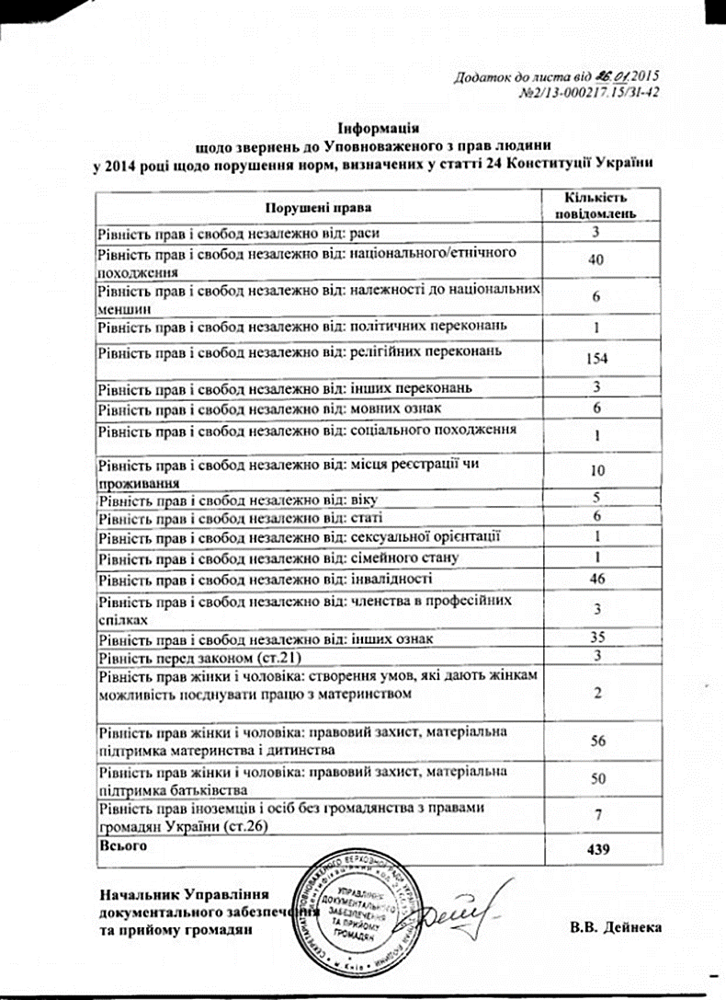 Додаток до листа від 26.01.2015
№2/13-000217.15/ЗІ-42
Інформація
щодо звернень до Уповноваженого з прав людини
у 2014 році щодо порушення норм, визначених у статті 24 Конституції України
Порушені права
Кількість
повідомлень
Рівність прав і свобод незалежно від: раси
3
Рівність прав і свобод незалежно від: національного/етнічного
походження
40
Рівність прав і свобод незалежно від: належності до національних
меншин
6
Рівність прав і свобод незалежно від: політичних переконань
1
Рівність прав і свобод незалежно від: релігійних переконань
154
Рівність прав і свобод незалежно від: інших переконань
3
Рівність прав і свобод незалежно від: мовних ознак
6
Рівність прав і свобод незалежно від: соціального походження
1
Рівність прав і свобод незалежно від: місця реєстрації чи
проживання
10
Рівність прав і свобод незалежно від: віку
5
Рівність прав і свобод незалежно від: статі
6
Рівність прав і свобод незалежно від: сексуальної орієнтації
1
Рівність прав і свобод незалежно від: сімейного стану
1
Рівність прав і свобод незалежно від: інвалідності
46
Рівність прав і свобод незалежно від: членства в професійних
спілках
3
Рівність прав і свобод незалежно від: інших ознак
35
Рівність перед законом (ст.21)
3
Рівність прав жінки і чоловіка: створення умов, які дають жінкам
можливість поєднувати працю з материнством
2
Рівність прав жінки і чоловіка: правовий захист, матеріальна
підтримка материнства і дитинства
56
Рівність прав жінки і чоловіка: правовий захист, матеріальна
підтримка батьківства
50
Рівність прав іноземців і осіб без громадянства з правами
громадян України (ст.26)
7
Всього
439
Начальник Управління
документального забезпечення
та прийому громадян
В.В. Дейнека
УПРАВЛІННЯ
ДОКУМЕНТАЛЬНОГО
ЗАБЕЗПЕЧЕННЯ
ТА ПРИЙОМУ
ГРОМАДЯН